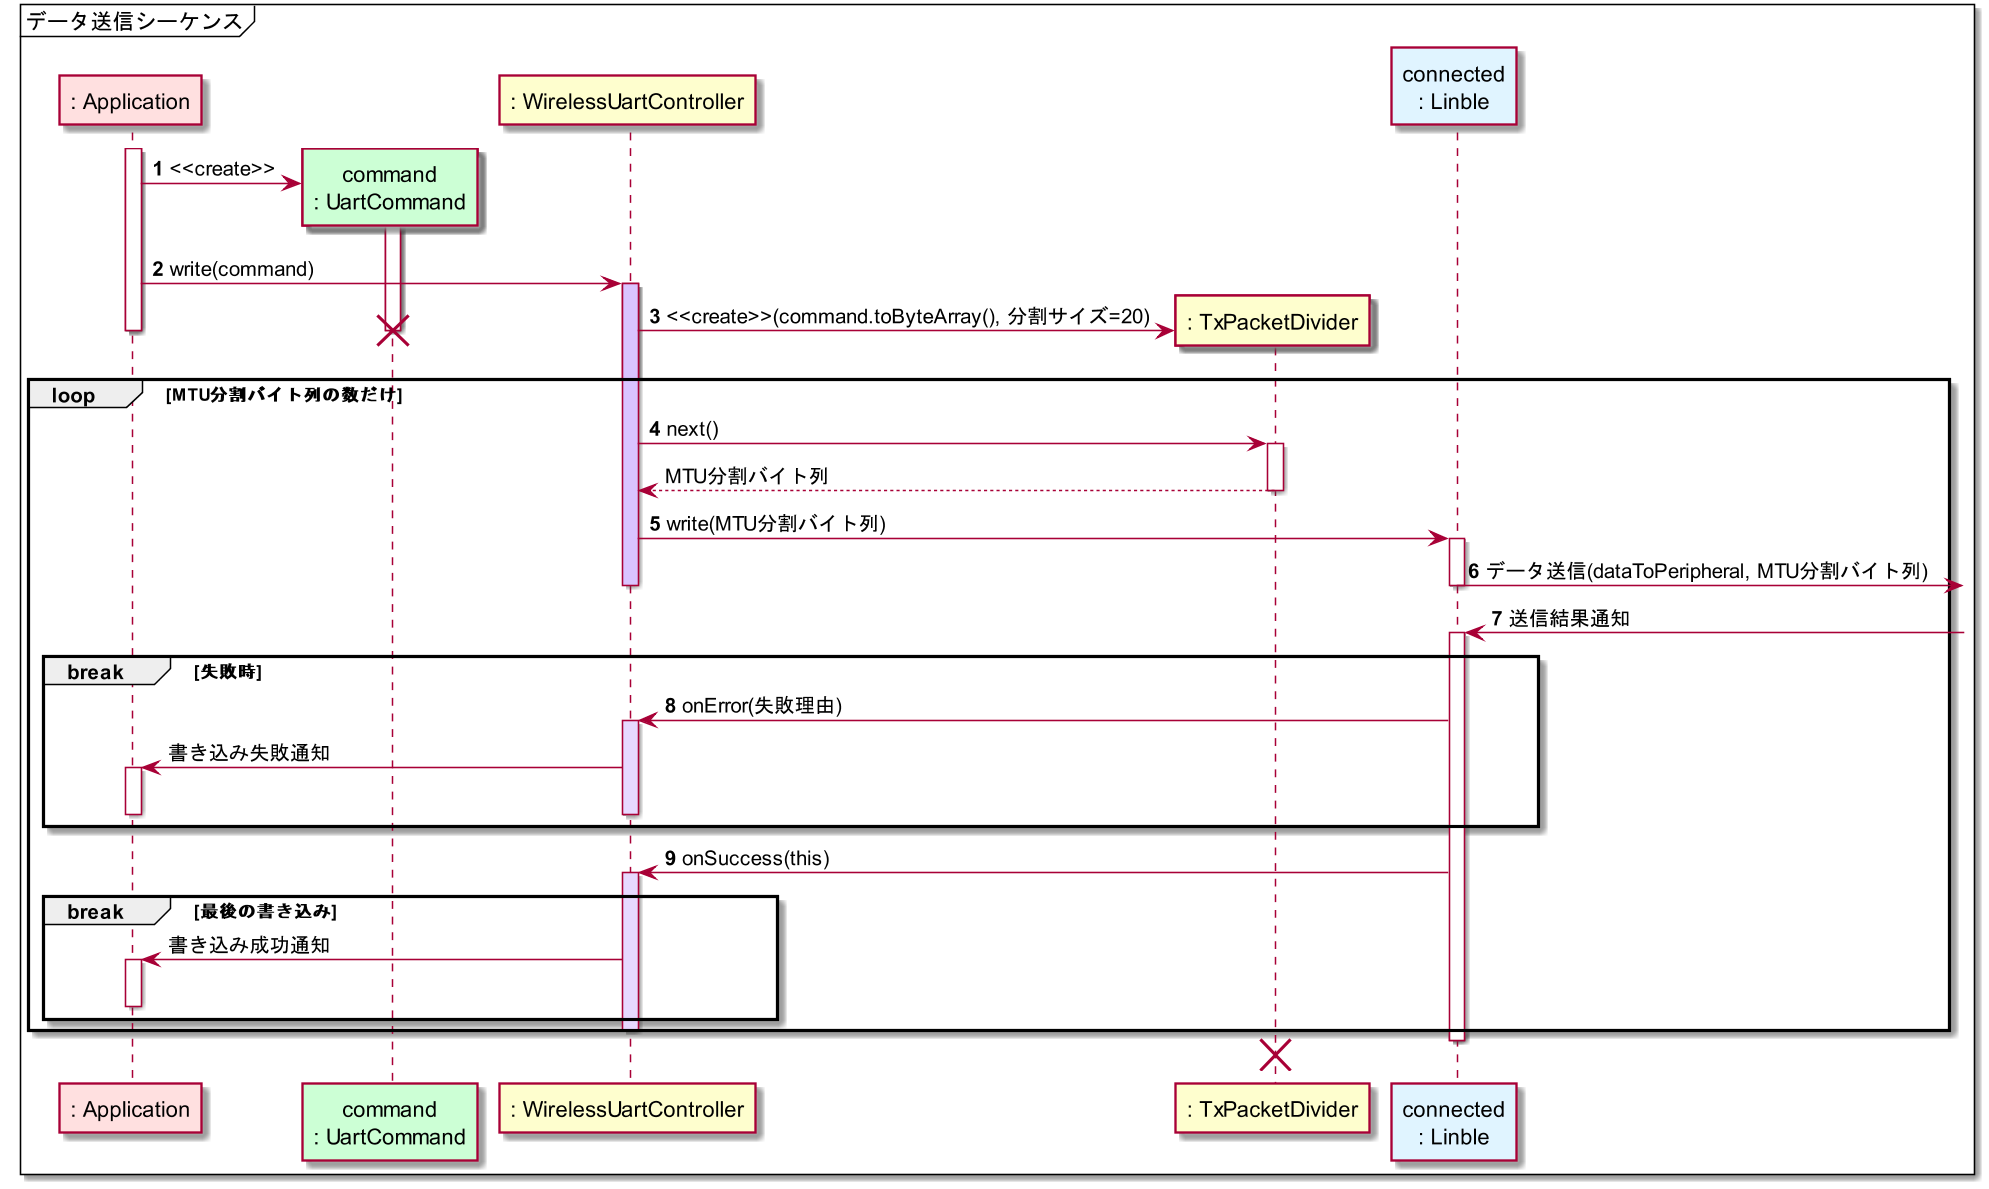 データ送信シーケンス
connected
: Linble
: Application
: WirelessUartController
1 <<create>>
command
: UartCommand
2 write(command)
3 <<create>>(command.toByteArray(), 分割サイズ=20)
: TxPacketDivider
loop [MTU分割バイト列の数だけ]
4 next()
MTU分割バイト列
5 write(MTU分割バイト列)
6 データ送信(dataToPeripheral, MTU分割バイト列)
7 送信結果通知
break [失敗時]
8 onError(失敗理由)
書き込み失敗通知
9 onSuccess(this)
break [最後の書き込み]
書き込み成功通知
: Application
command
: UartCommand
: WirelessUartController
: TxPacketDivider
connected
: Linble